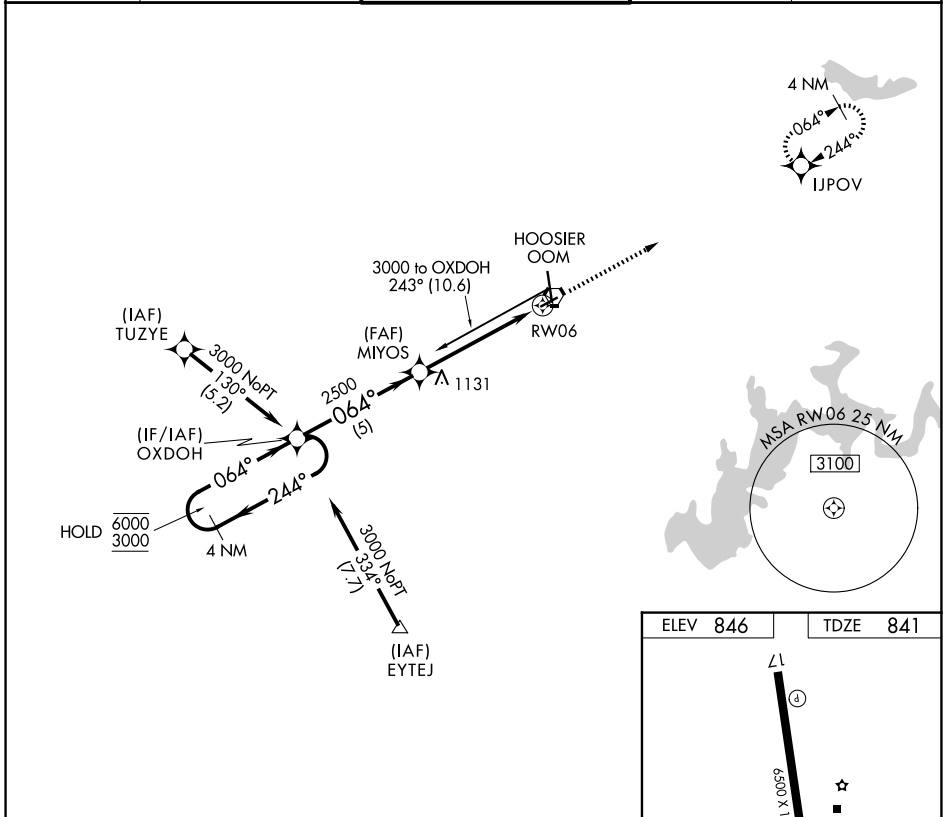 4 NM
064°
244°
IJPOV
HOOSIER
OOM
3000 to OXDOH
243° (10.6)
RW06
(IAF)
TUZYE
3000 NoPT
130°
(5.2)
(FAF)
MIYOS
1131
2500
064°
(5)
(IF/IAF)
OXDOH
064°
244°
HOLD 6000
3000
4 NM
3000 NoPT
334°
(7.7)
(IAF)
EYTEJ
MSA RW06 25 NM
3100
ELEV 846
TDZE 841
17
P
6500 X 1